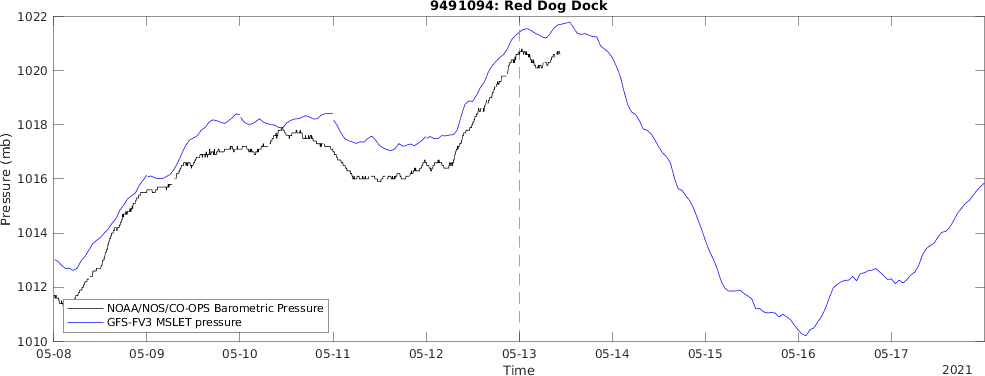 9491094: Red Dog Dock
Pressure (mb)
1022
1020
1018
1016
1014
1012
1010
NOAA/NOS/CO-OPS Barometric Pressure
GFS-FV3 MSLET pressure
05-08 05-09 05-10 05-11 05-12 05-13 05-14 05-15 05-16 05-17
Time
2021